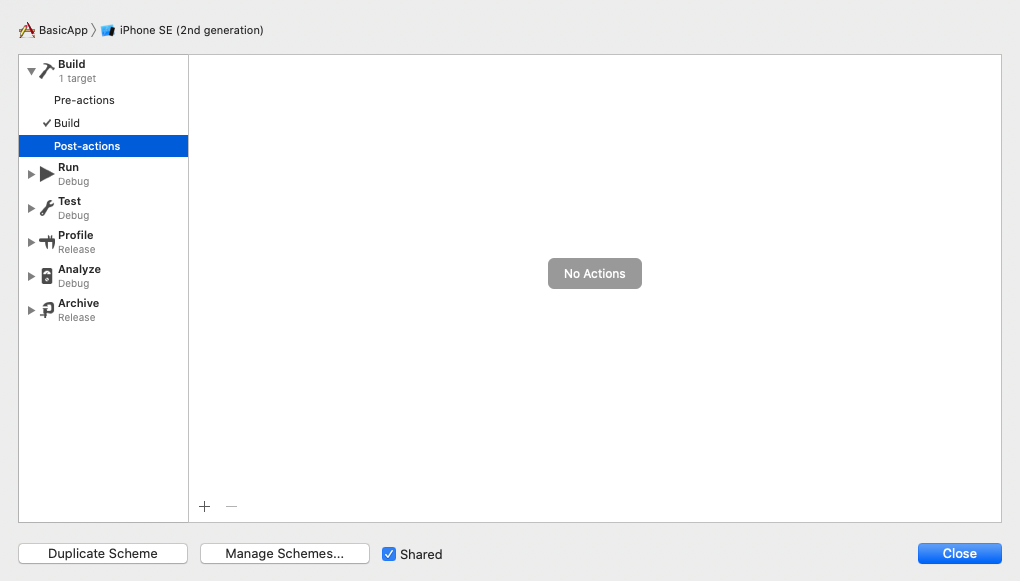 BasicApp
iPhone SE (2nd generation)
Build
1 target
Pre-actions
Build
Post-actions
Run
Debug
Test
Debug
Profile
Release
Analyze
Debug
Archive
Release
No Actions
Duplicate Scheme
Manage Schemes...
Shared
Close